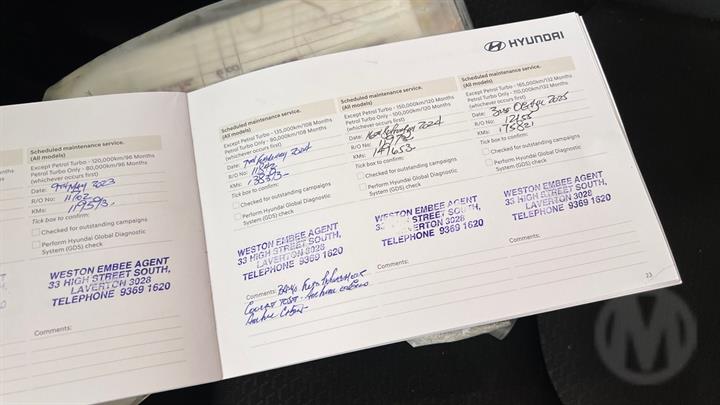 HYUNDAI
Scheduled maintenance service.
(All models)
Except Petrol Turbo - 120,000km/96 Months
Petrol Turbo Only - 80,000km/96 Months
(whichever occurs first)
Date: 9th May 2023
R/O No:
KMs:
Tick box to confirm:
Checked for outstanding campaigns
Perform Hyundai Global Diagnostic
System (GDS) check
WESTON EMBEE AGENT
33 HIGH STREET SOUTH,
LAVERTON 3028
TELEPHONE 9369 1620
Comments:
Scheduled maintenance service.
(All models)
Except Petrol Turbo - 135,000km/108 Months
Petrol Turbo Only - 90,000km/108 Months
(whichever occurs first)
Date: 2024
R/O No:
KMs:
Tick box to confirm:
Checked for outstanding campaigns
Perform Hyundai Global Diagnostic
System (GDS) check
WESTON EMBEE AGENT
33 HIGH STREET SOUTH,
LAVERTON 3028
TELEPHONE 9369 1620
Comments:
Scheduled maintenance service.
(All models)
Except Petrol Turbo - 150,000km/120 Months
Petrol Turbo Only - 100,000km/120 Months
(whichever occurs first)
Date: 2024
R/O No:
KMs:
Tick box to confirm:
Checked for outstanding campaigns
Perform Hyundai Global Diagnostic
System (GDS) check
WESTON EMBEE AGENT
33 HIGH STREET SOUTH,
LAVERTON 3028
TELEPHONE 9369 1620
Scheduled maintenance service.
(All models)
Except Petrol Turbo - 165,000km/132 Months
Petrol Turbo Only - 110,000km/132 Months
(whichever occurs first)
Date: 2025
R/O No: 12755
KMs: 175821
Tick box to confirm:
Checked for outstanding campaigns
Perform Hyundai Global Diagnostic
System (GDS) check
WESTON EMBEE AGENT
33 HIGH STREET SOUTH,
LAVERTON 3028
TELEPHONE 9369 1620
23
M